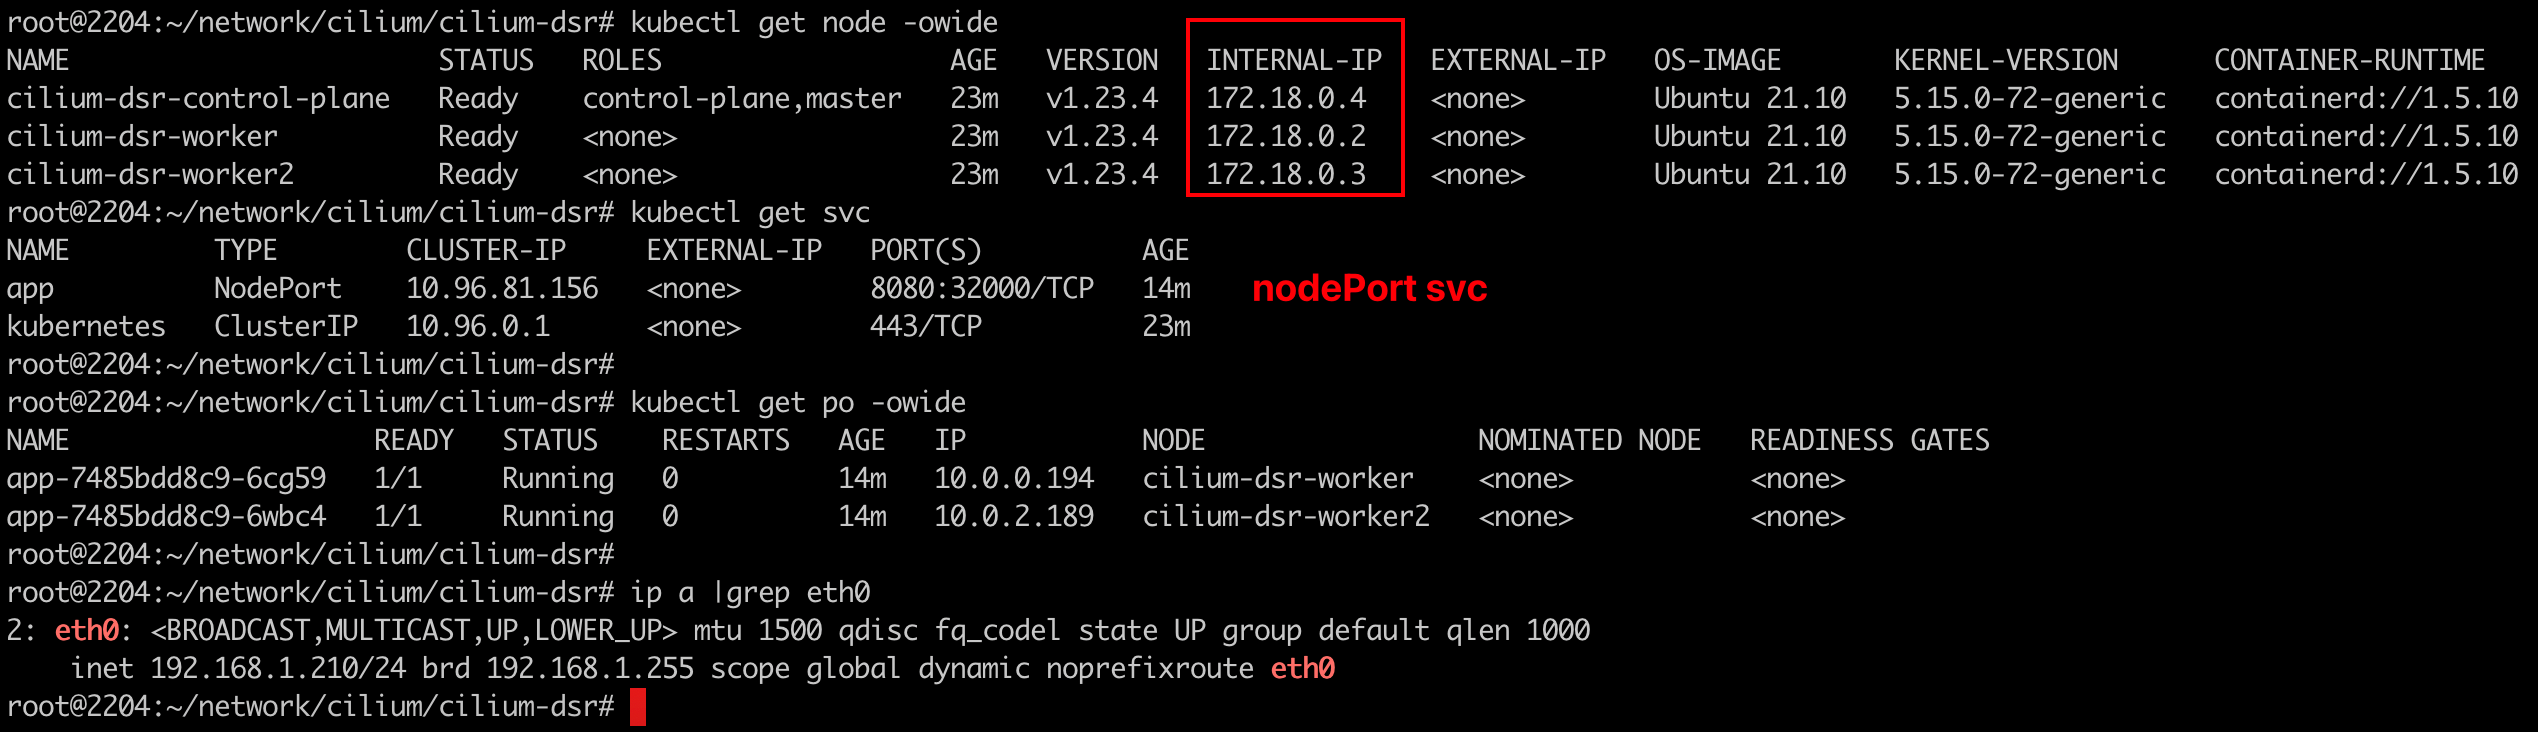 root@2204:~/network/cilium/cilium-dsr# kubectl get node -owide
NAME                       STATUS   ROLES                  AGE   VERSION   INTERNAL-IP   EXTERNAL-IP   OS-IMAGE       KERNEL-VERSION      CONTAINER-RUNTIME
cilium-dsr-control-plane   Ready    control-plane,master   23m   v1.23.4   172.18.0.4    <none>        Ubuntu 21.10   5.15.0-72-generic   containerd://1.5.10
cilium-dsr-worker          Ready    <none>                 23m   v1.23.4   172.18.0.2    <none>        Ubuntu 21.10   5.15.0-72-generic   containerd://1.5.10
cilium-dsr-worker2         Ready    <none>                 23m   v1.23.4   172.18.0.3    <none>        Ubuntu 21.10   5.15.0-72-generic   containerd://1.5.10
root@2204:~/network/cilium/cilium-dsr# kubectl get svc
NAME         TYPE        CLUSTER-IP     EXTERNAL-IP   PORT(S)          AGE
app          NodePort    10.96.81.156   <none>        8080:32000/TCP   14m   nodePort svc
kubernetes   ClusterIP   10.96.0.1      <none>        443/TCP          23m
root@2204:~/network/cilium/cilium-dsr#
root@2204:~/network/cilium/cilium-dsr# kubectl get po -owide
NAME                   READY   STATUS    RESTARTS   AGE   IP           NODE                 NOMINATED NODE   READINESS GATES
app-7485bdd8c9-6cg59   1/1     Running   0          14m   10.0.0.194   cilium-dsr-worker    <none>           <none>
app-7485bdd8c9-6wbc4   1/1     Running   0          14m   10.0.2.189   cilium-dsr-worker2   <none>           <none>
root@2204:~/network/cilium/cilium-dsr#
root@2204:~/network/cilium/cilium-dsr# ip a |grep eth0
2: eth0: <BROADCAST,MULTICAST,UP,LOWER_UP> mtu 1500 qdisc fq_codel state UP group default qlen 1000
    inet 192.168.1.210/24 brd 192.168.1.255 scope global dynamic noprefixroute eth0
root@2204:~/network/cilium/cilium-dsr#